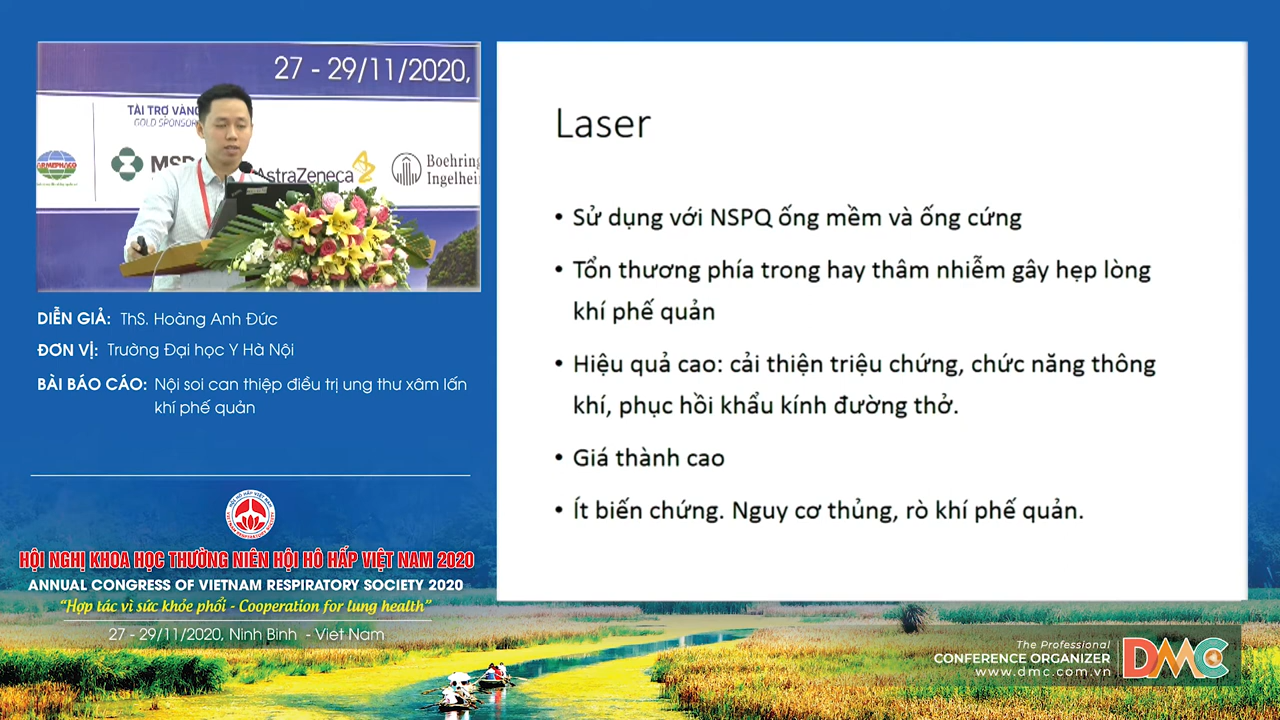 27 - 29/11/2020,
TÀI TRỢ VÀNG
GOLD SPONSOR
ARMEPHACO
MSD
AstraZeneca
Boehring
Ingelhei
DIỄN GIẢ: ThS. Hoàng Anh Đức
ĐƠN VỊ: Trường Đại học Y Hà Nội
BÀI BÁO CÁO: Nội soi can thiệp điều trị ung thư xâm lấn
khí phế quản
HỘI NGHỊ KHOA HỌC THƯỜNG NIÊN HỘI HÔ HẤP VIỆT NAM 2020
ANNUAL CONGRESS OF VIETNAM RESPIRATORY SOCIETY 2020
“Hợp tác vì sức khỏe phổi - Cooperation for lung health”
27 - 29/11/2020, Ninh Bình - Viet Nam
Laser
• Sử dụng với NSPQ ống mềm và ống cứng
• Tổn thương phía trong hay thâm nhiễm gây hẹp lòng
khí phế quản
• Hiệu quả cao: cải thiện triệu chứng, chức năng thông
khí, phục hồi khẩu kính đường thở.
• Giá thành cao
• Ít biến chứng. Nguy cơ thủng, rò khí phế quản.
The Professional
CONFERENCE ORGANIZER
www.dmc.com.vn
DMC